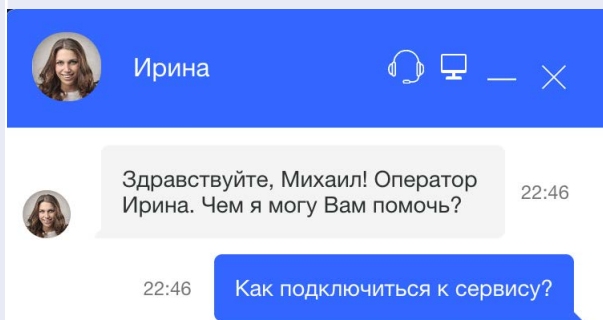 Ирина
Здравствуйте, Михаил! Оператор
Ирина. Чем я могу Вам помочь?
22:46
22:46
Как подключиться к сервису?